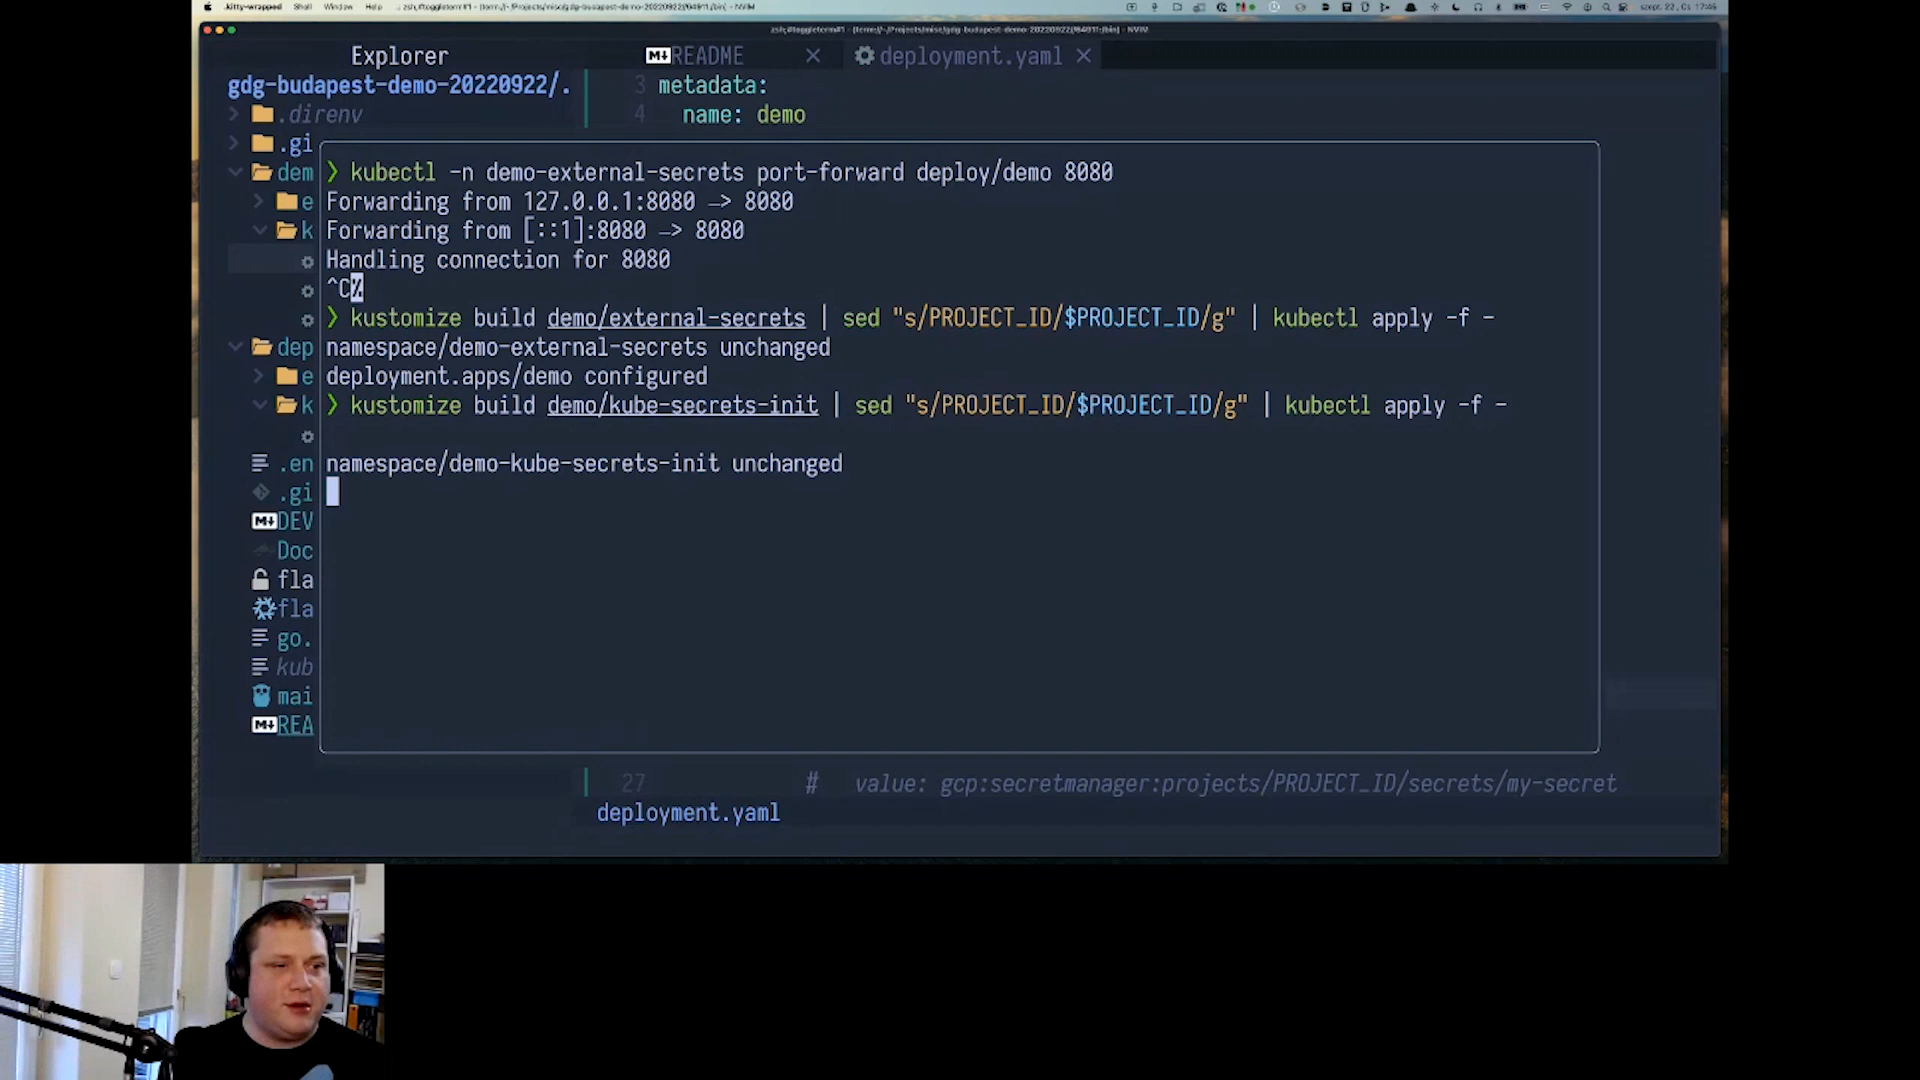 .kitty-wrapped Shell Window Help
Explorer
README
deployment.yaml
gdg-budapest-demo-20220922/.
3 metadata:
.direnv
4 name: demo
.gi
dem
❯ kubectl -n demo-external-secrets port-forward deploy/demo 8080
e
Forwarding from 127.0.0.1:8080 -> 8080
k
Forwarding from [::1]:8080 -> 8080
Handling connection for 8080
^C%
❯ kustomize build demo/external-secrets | sed "s/PROJECT_ID/$PROJECT_ID/g" | kubectl apply -f -
dep
namespace/demo-external-secrets unchanged
e
deployment.apps/demo configured
k
❯ kustomize build demo/kube-secrets-init | sed "s/PROJECT_ID/$PROJECT_ID/g" | kubectl apply -f -
.en
namespace/demo-kube-secrets-init unchanged
.gi
DEV
Doc
fla
fla
go.
kub
mai
REA
27 # value: gcp:secretmanager:projects/PROJECT_ID/secrets/my-secret
deployment.yaml